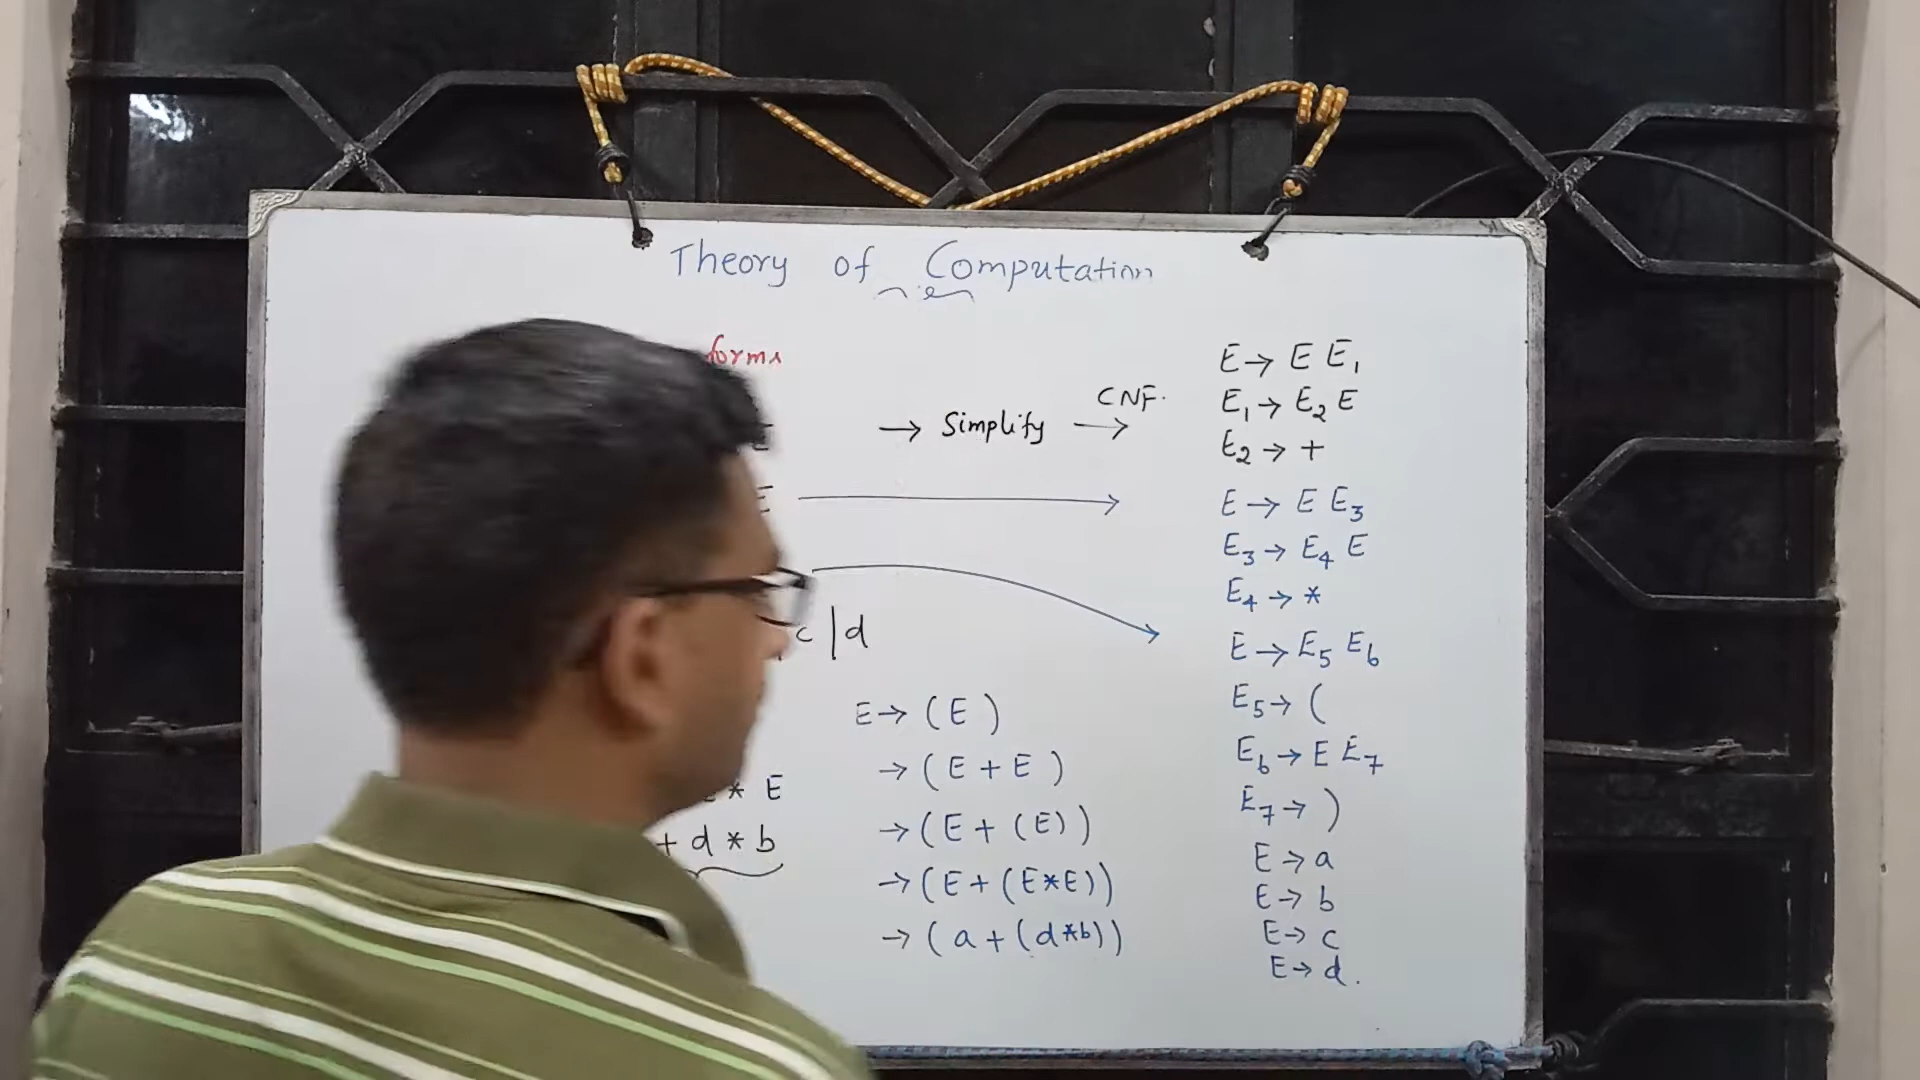 Theory of Computation
forms
→ Simplify → CNF.
E
c | d
* E
+ d * b
E → ( E )
→ ( E + E )
→ ( E + ( E ) )
→ ( E + ( E * E ) )
→ ( a + ( d * b ) )
E → E E₁
E₁ → E₂ E
E₂ → +
E → E E₃
E₃ → E₄ E
E₄ → *
E → E₅ E₆
E₅ → (
E₆ → E E₇
E₇ → )
E → a
E → b
E → c
E → d.